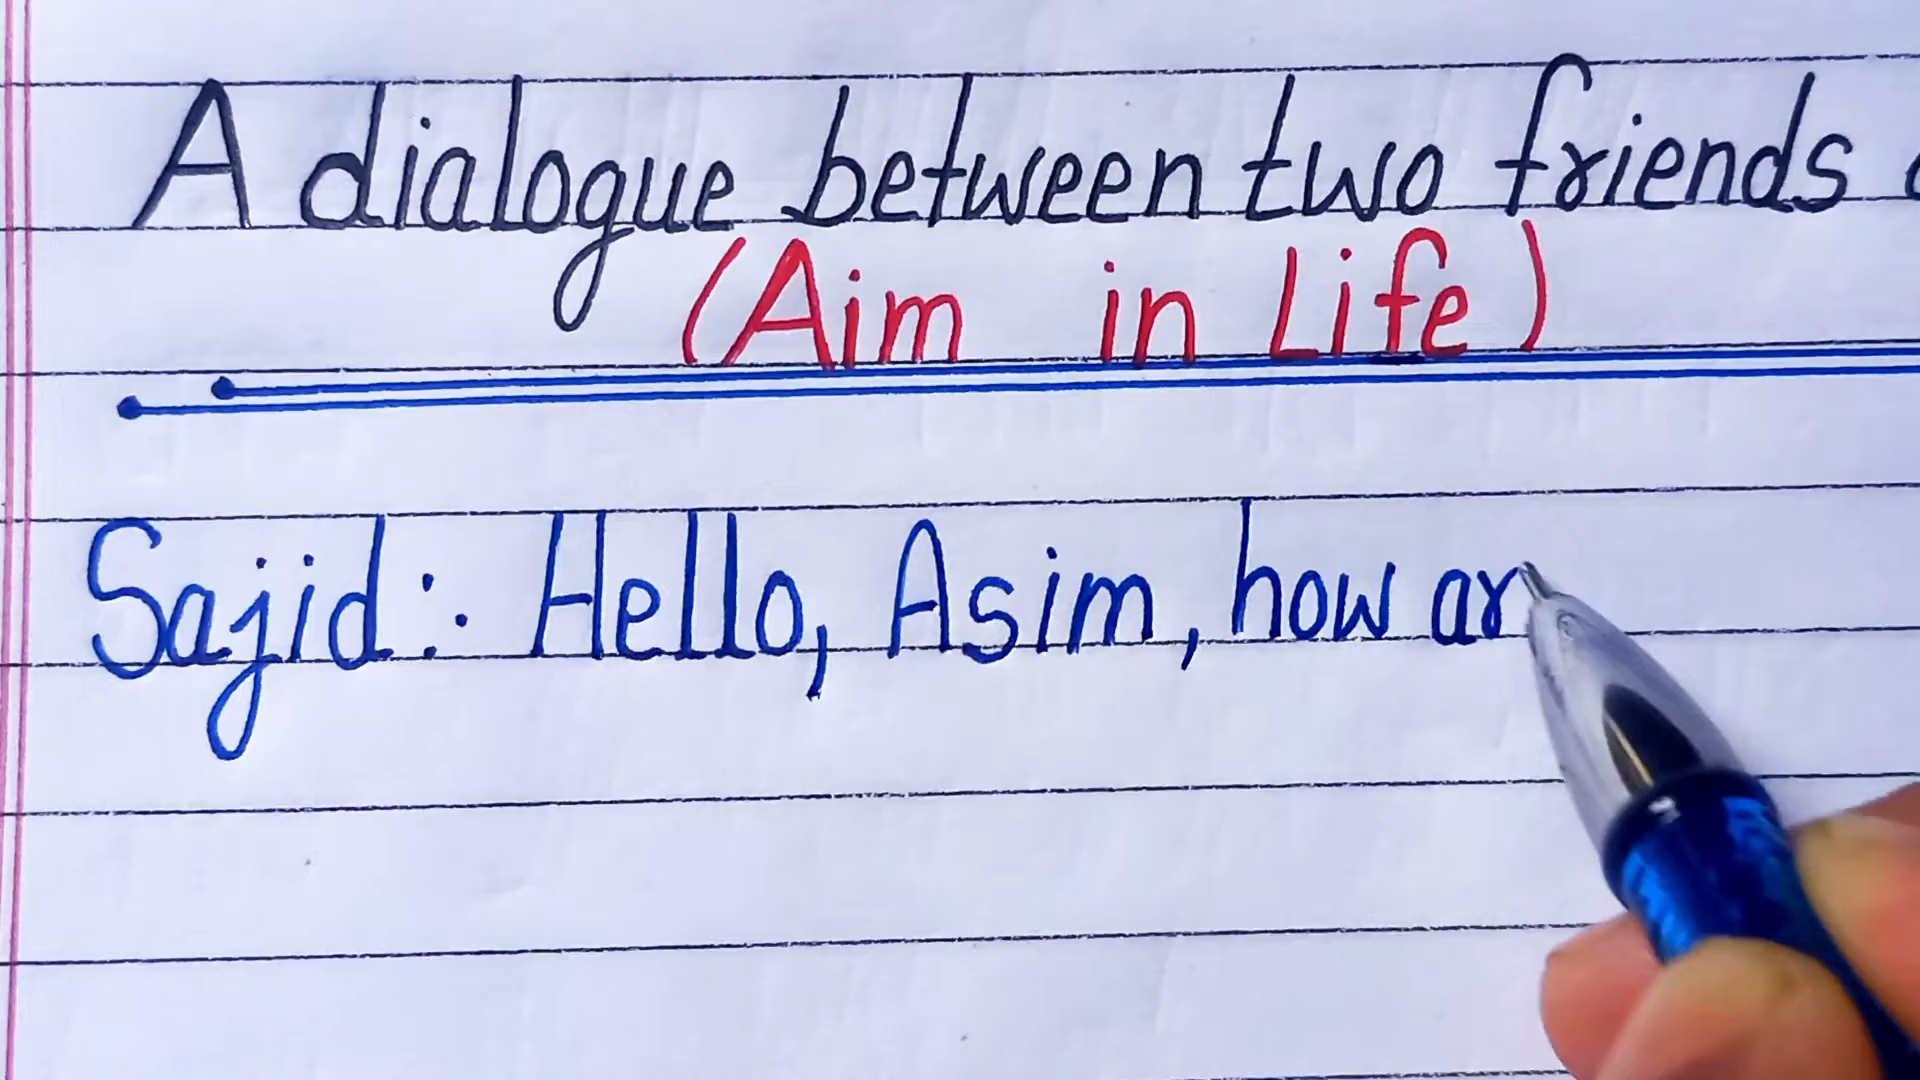 A dialogue between two friends
(Aim in Life)
Sajid: Hello, Asim, how ar